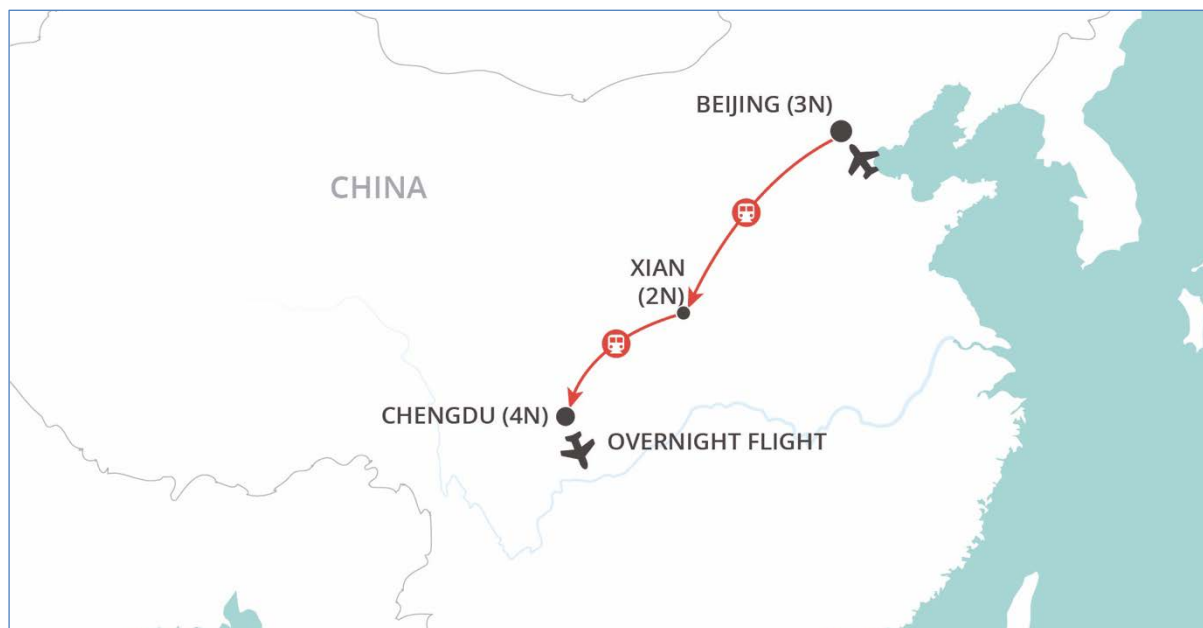 BEIJING (3N)
CHINA
XIAN
(2N)
CHENGDU (4N)
OVERNIGHT FLIGHT